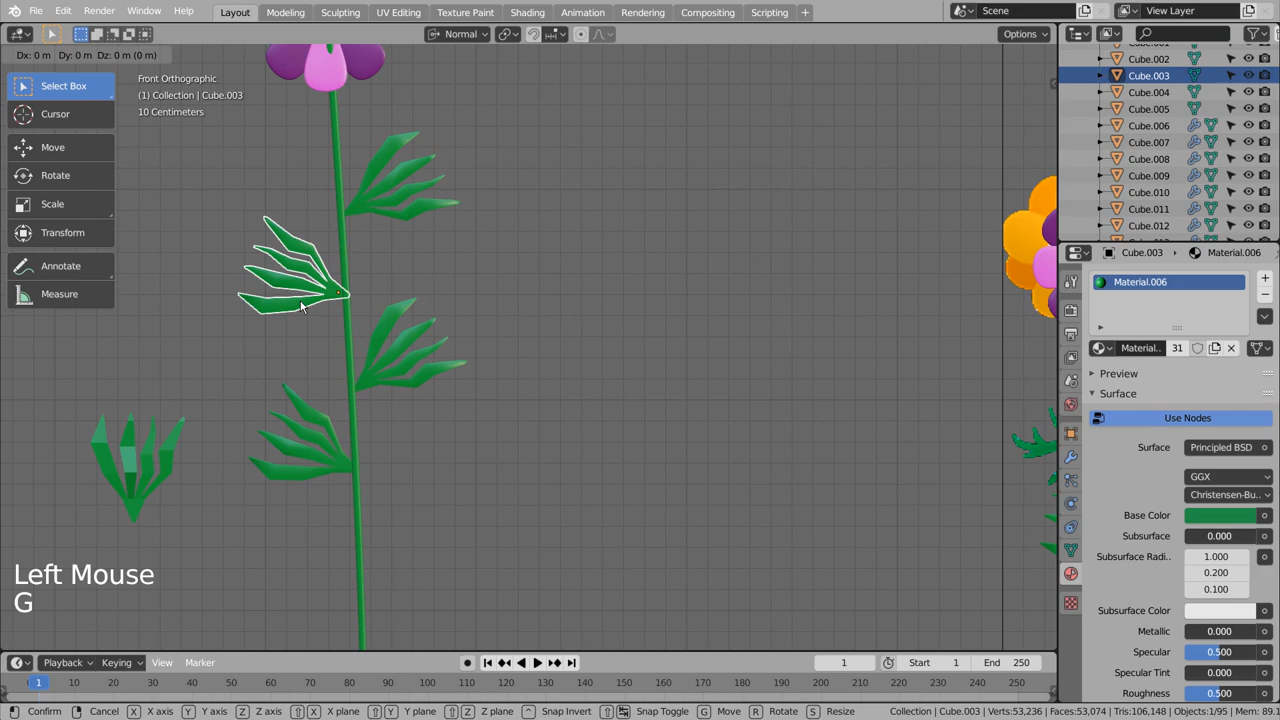 File Edit Render Window Help Layout Modeling Sculpting UV Editing Texture Paint Shading Animation Rendering Compositing Scripting + Scene View Layer
Normal Options
Dx: 0 m Dy: 0 m Dz: 0 m (0 m)
Front Orthographic
(1) Collection | Cube.003
10 Centimeters
Select Box
Cursor
Move
Rotate
Scale
Transform
Annotate
Measure
Left Mouse
G
Cube.002
Cube.003
Cube.004
Cube.005
Cube.006
Cube.007
Cube.008
Cube.009
Cube.010
Cube.011
Cube.012
Cube.003 Material.006
Material.006
Material.. 31
Preview
Surface
Use Nodes
Surface Principled BSD
GGX
Christensen-Bu..
Base Color
Subsurface 0.000
Subsurface Radi.. 1.000
0.200
0.100
Subsurface Color
Metallic 0.000
Specular 0.500
Specular Tint 0.000
Roughness 0.500
Playback Keying View Marker 1 Start 1 End 250
1 10 20 30 40 50 60 70 80 90 100 110 120 130 140 150 160 170 180 190 200 210 220 230 240 250
Confirm Cancel X X axis Y Y axis Z Z axis X X plane Y Y plane Z Z plane Snap Invert Snap Toggle G Move R Rotate S Resize Collection | Cube.003 | Verts:53,236 | Faces:53,074 | Tris:106,148 | Objects:1/95 | Mem: 89.